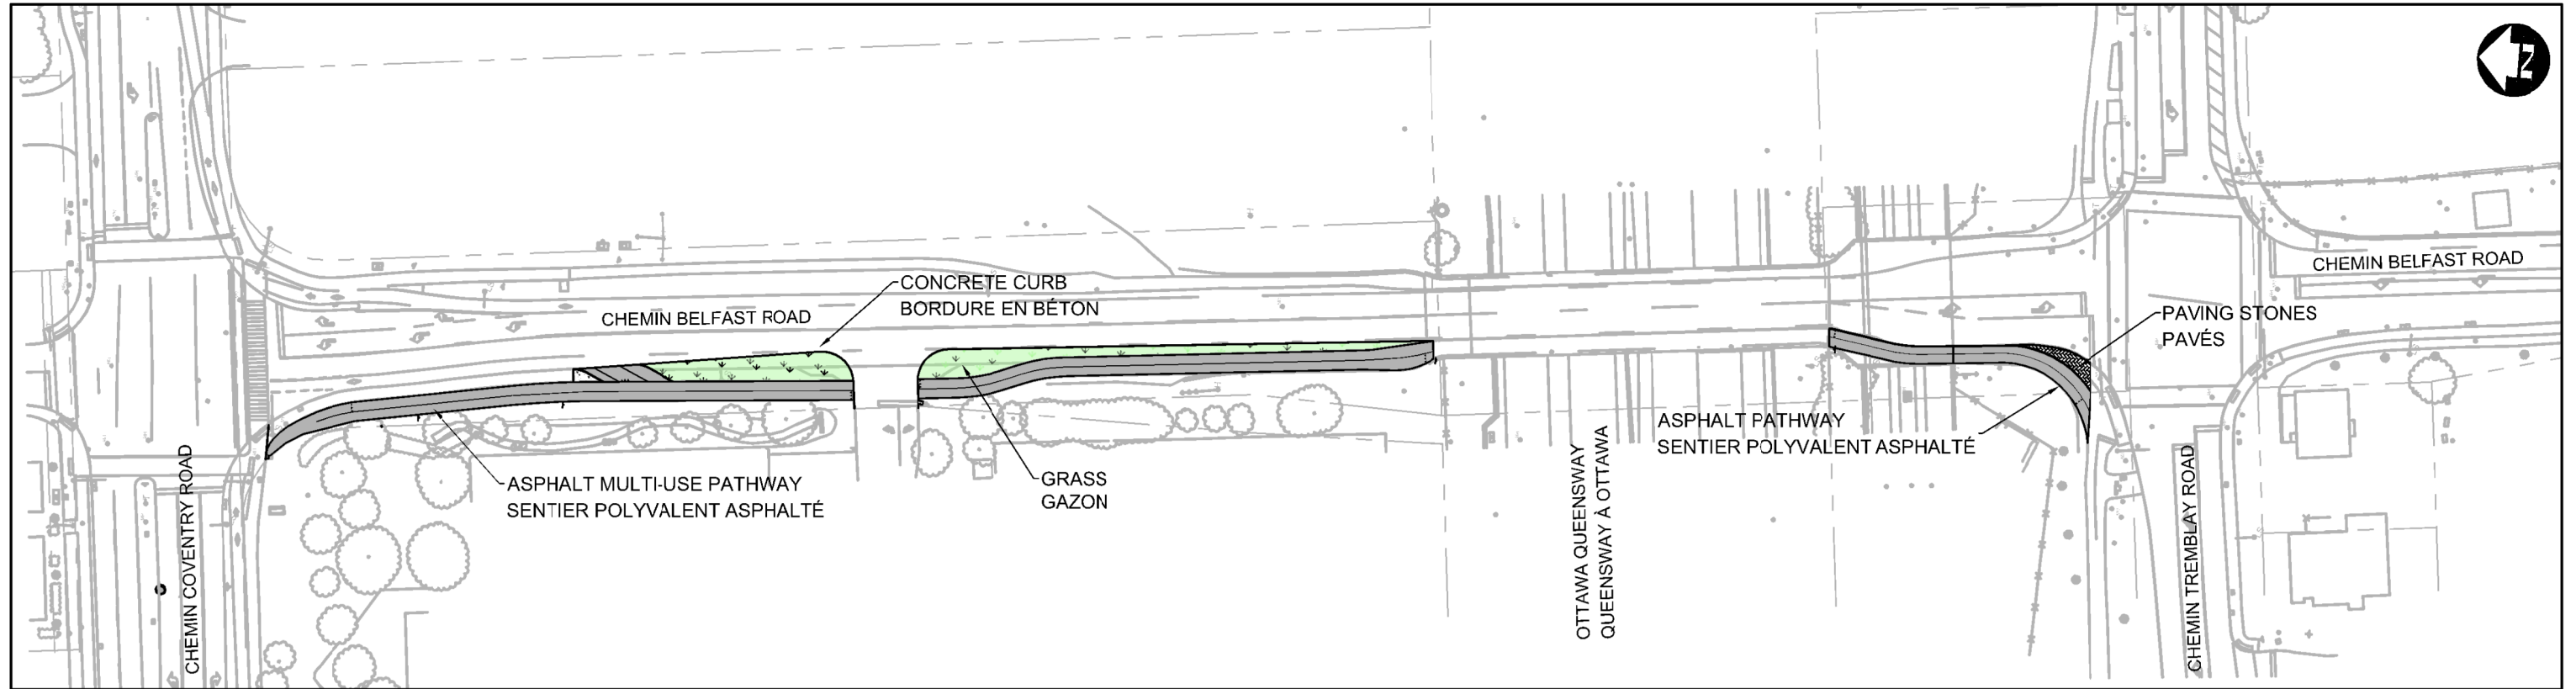 N
CHEMIN BELFAST ROAD
CONCRETE CURB
BORDURE EN BÉTON
CHEMIN BELFAST ROAD
PAVING STONES
PAVÉS
ASPHALT PATHWAY
SENTIER POLYVALENT ASPHALTÉ
ASPHALT MULTI-USE PATHWAY
SENTIER POLYVALENT ASPHALTÉ
GRASS
GAZON
CHEMIN COVENTRY ROAD
OTTAWA QUEENSWAY
QUEENSWAY À OTTAWA
CHEMIN TREMBLAY ROAD